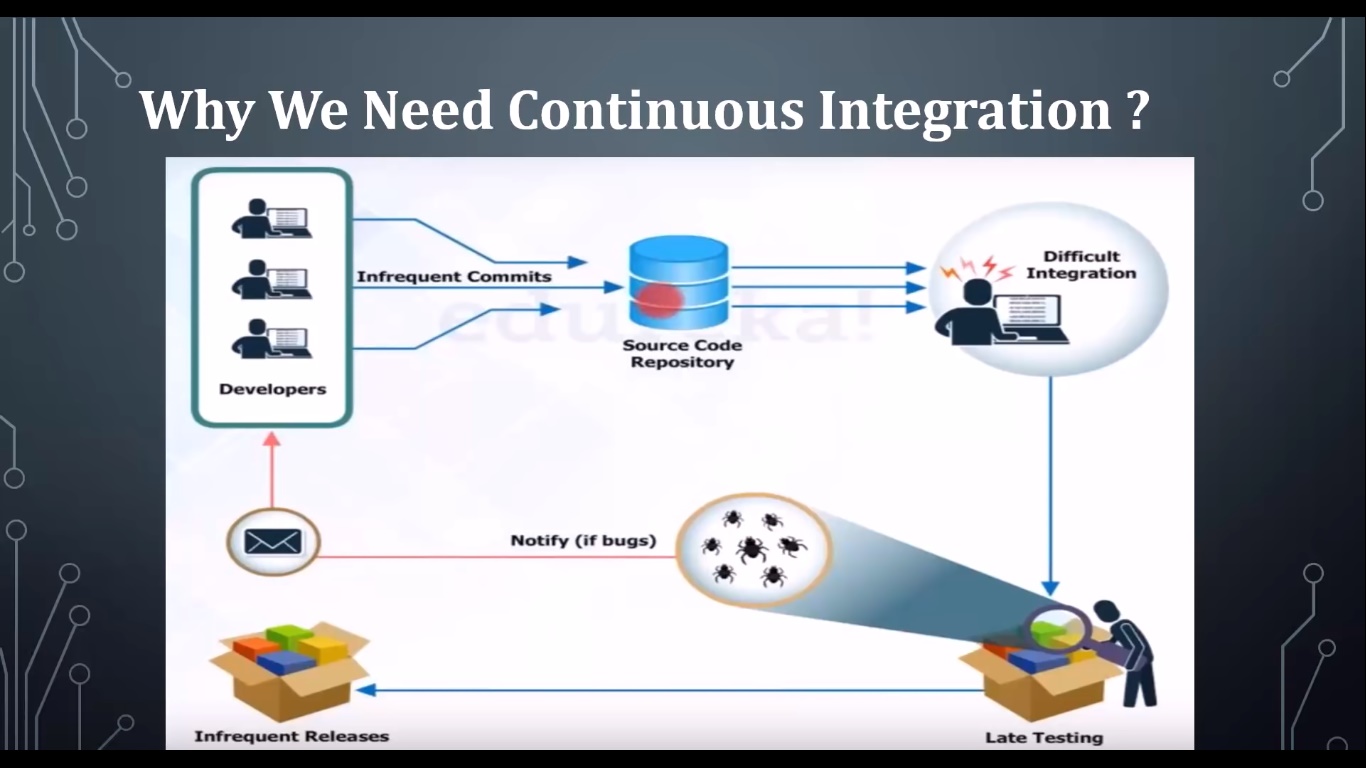 Why We Need Continuous Integration ?
Infrequent Commits
Difficult
Integration
Source Code
Repository
Developers
Notify (if bugs)
Infrequent Releases
Late Testing